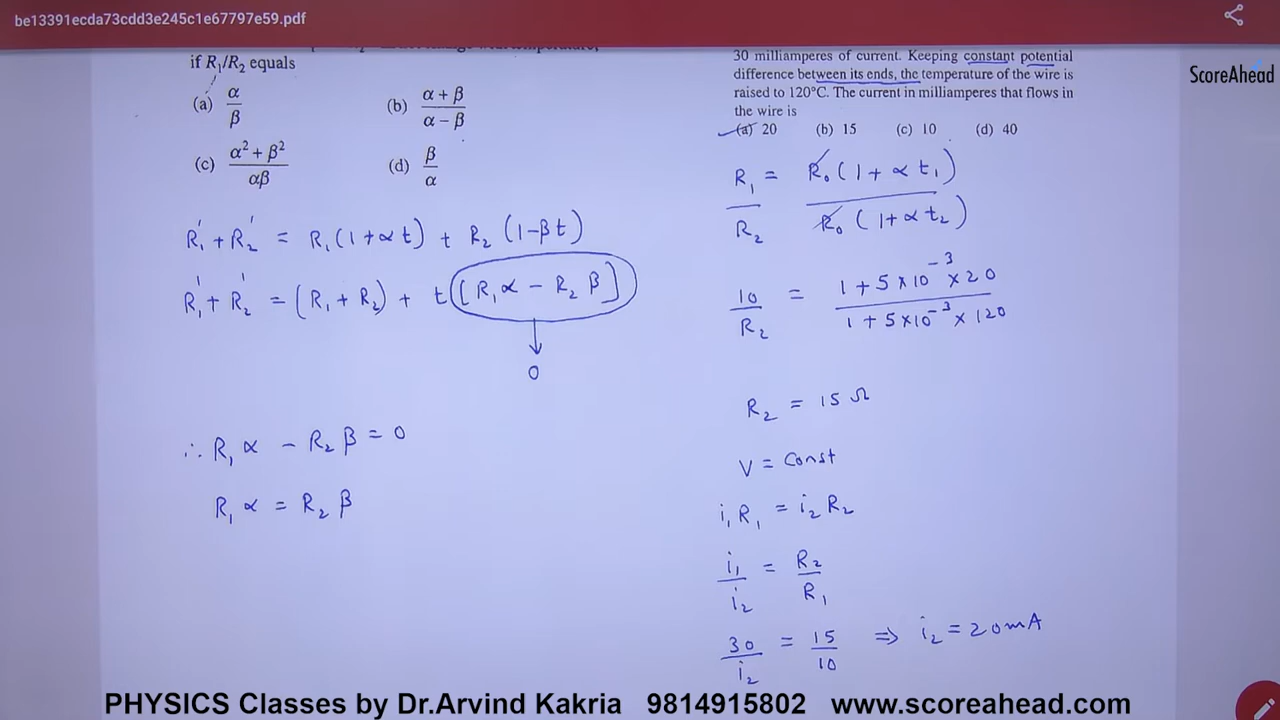 be13391ecda73cdd3e245c1e67797e59.pdf
ScoreAhead
if R₁/R₂ equals
(a) α/β (b) (α + β)/(α − β)
(c) (α² + β²)/αβ (d) β/α
R₁' + R₂' = R₁(1+αt) + R₂(1-βt)
R₁' + R₂' = (R₁ + R₂) + t[R₁α − R₂β]
0
∴ R₁α − R₂β = 0
R₁α = R₂β
30 milliamperes of current. Keeping constant potential
difference between its ends, the temperature of the wire is
raised to 120°C. The current in milliamperes that flows in
the wire is
(a) 20 (b) 15 (c) 10 (d) 40
R₁/R₂ = R₀(1+αt₁)/R₀(1+αt₂)
10/R₂ = (1+5×10⁻³×20)/(1+5×10⁻³×120)
R₂ = 15 Ω
V = Const
i₁R₁ = i₂R₂
i₁/i₂ = R₂/R₁
30/i₂ = 15/10 ⇒ i₂ = 20mA
PHYSICS Classes by Dr.Arvind Kakria 9814915802 www.scoreahead.com